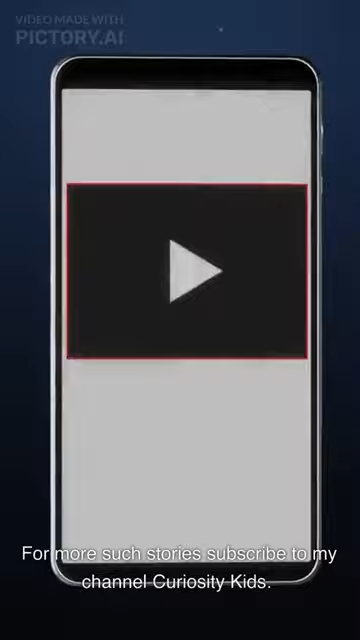 VIDEO MADE WITH
PICTORY.AI
For more such stories subscribe to my
channel Curiosity Kids.